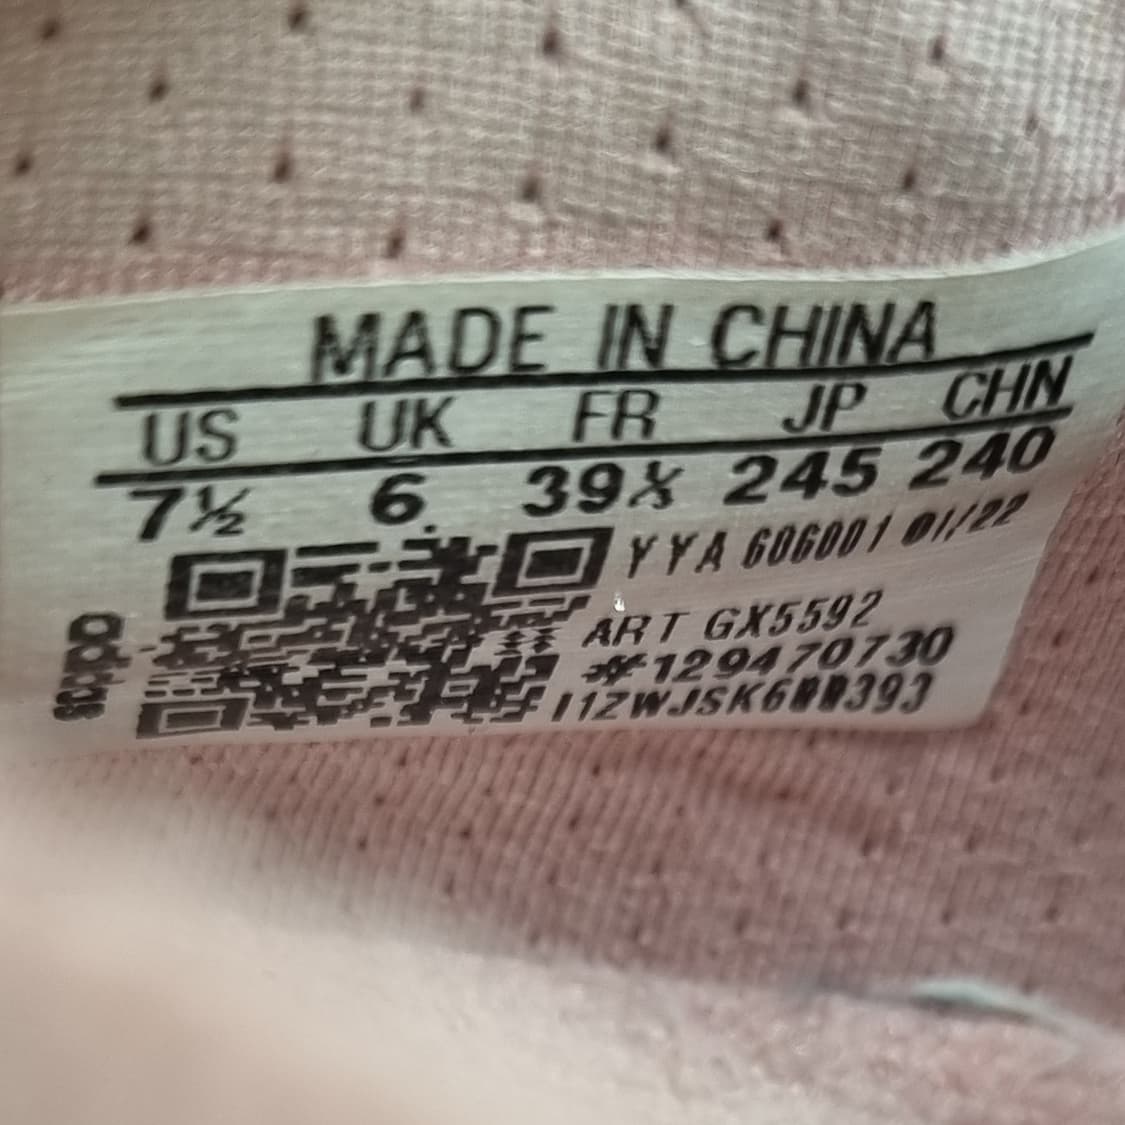 MADE IN CHINA
US UK FR JP CHN
7½ 6 39⅓ 245 240
YYA 606001 01/22
ART GX5592
#129470730
I1ZWJSK600393
adidas